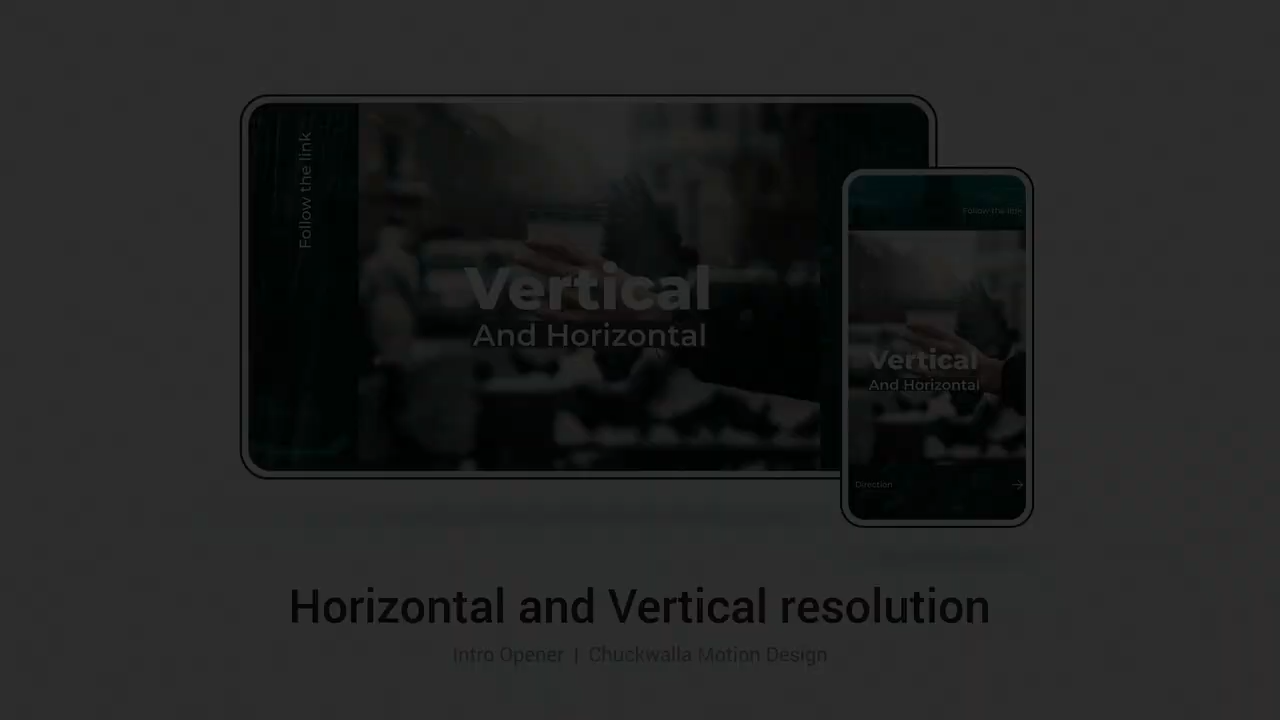 Follow the link
Vertical
And Horizontal
Follow the link
Vertical
And Horizontal
Direction
Horizontal and Vertical resolution
Intro Opener | Chuckwalla Motion Design